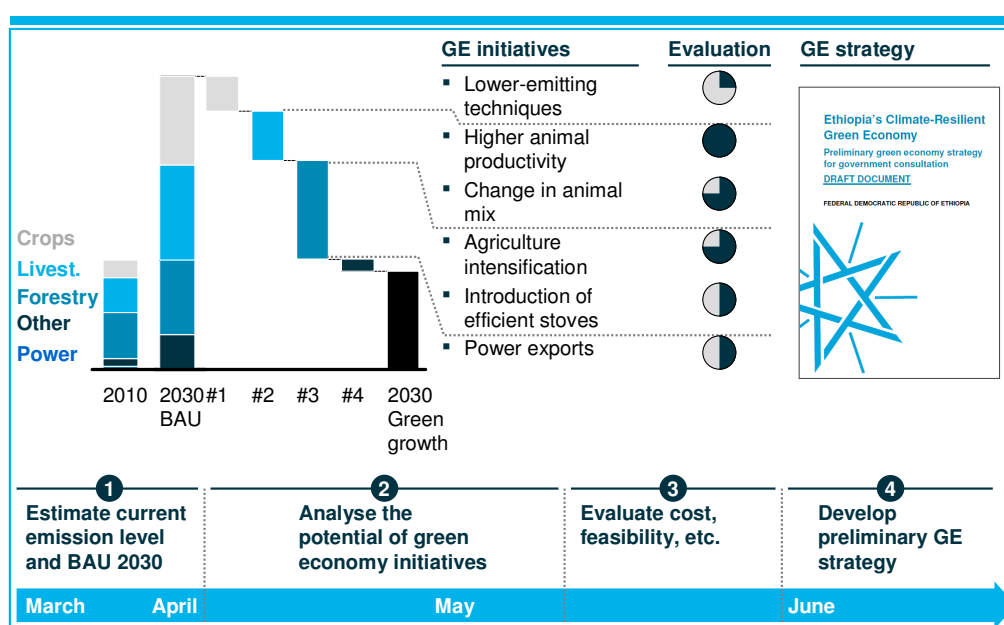 GE initiatives
Evaluation
GE strategy
▪ Lower-emitting
techniques
▪ Higher animal
productivity
▪ Change in animal
mix
▪ Agriculture
intensification
▪ Introduction of
efficient stoves
▪ Power exports
Ethiopia's Climate-Resilient
Green Economy
Preliminary green economy strategy
for government consultation
DRAFT DOCUMENT
FEDERAL DEMOCRATIC REPUBLIC OF ETHIOPIA
Crops
Livest.
Forestry
Other
Power
2010
2030
BAU
#1
#2
#3
#4
2030
Green
growth
1
Estimate current
emission level
and BAU 2030
2
Analyse the
potential of green
economy initiatives
3
Evaluate cost,
feasibility, etc.
4
Develop
preliminary GE
strategy
March
April
May
June